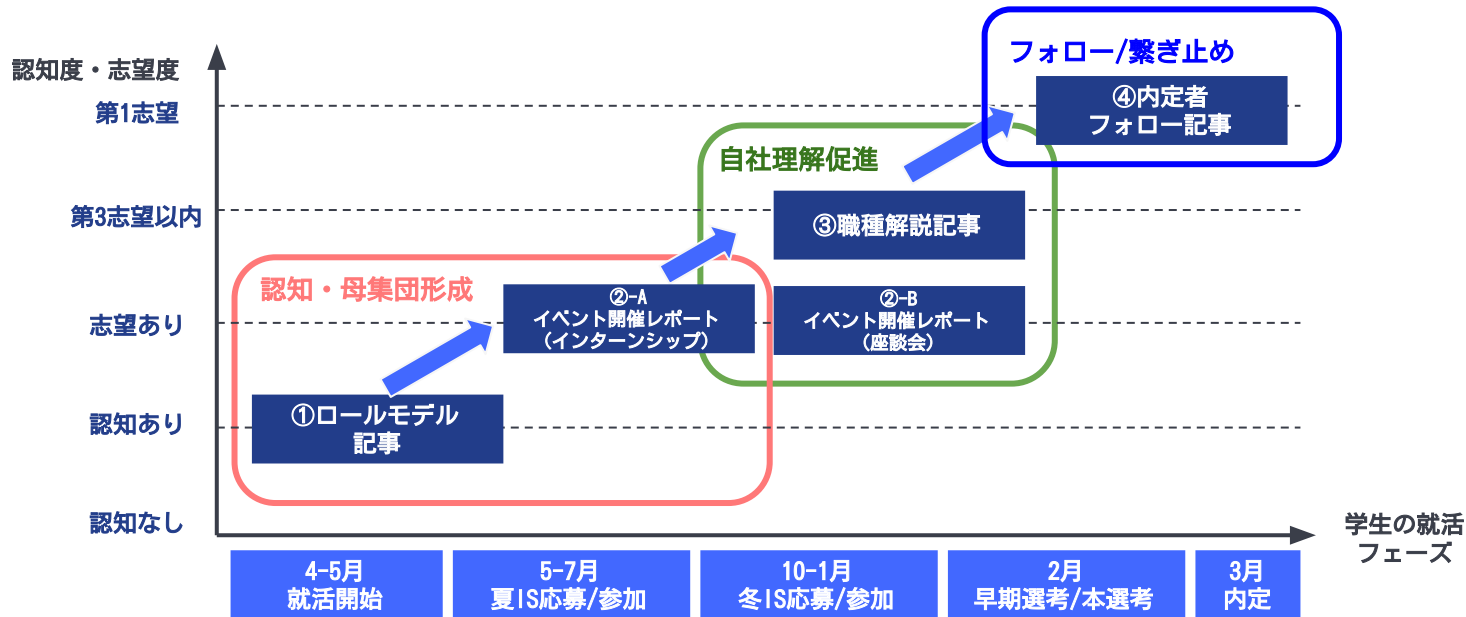 認知度・志望度
第1志望
第3志望以内
志望あり
認知あり
認知なし
フォロー/繋ぎ止め
④内定者
フォロー記事
自社理解促進
③職種解説記事
認知・母集団形成
②-A
イベント開催レポート
（インターンシップ）
②-B
イベント開催レポート
（座談会）
①ロールモデル
記事
学生の就活
フェーズ
4-5月
就活開始
5-7月
夏IS応募/参加
10-1月
冬IS応募/参加
2月
早期選考/本選考
3月
内定